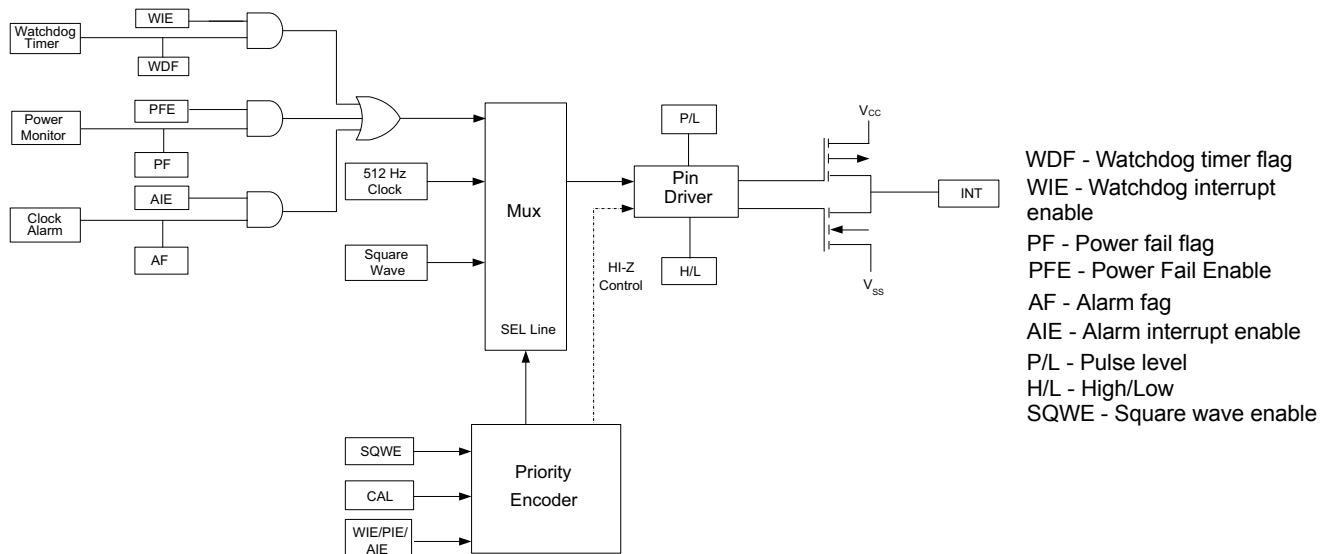 WIE
Watchdog
Timer
WDF
PFE
Power
Monitor
PF
AIE
Clock
Alarm
AF
512 Hz
Clock
Square
Wave
Mux
SEL Line
P/L
Pin
Driver
H/L
HI-Z
Control
VCC
VSS
INT
SQWE
CAL
WIE/PIE/
AIE
Priority
Encoder
WDF - Watchdog timer flag
WIE - Watchdog interrupt
enable
PF - Power fail flag
PFE - Power Fail Enable
AF - Alarm fag
AIE - Alarm interrupt enable
P/L - Pulse level
H/L - High/Low
SQWE - Square wave enable